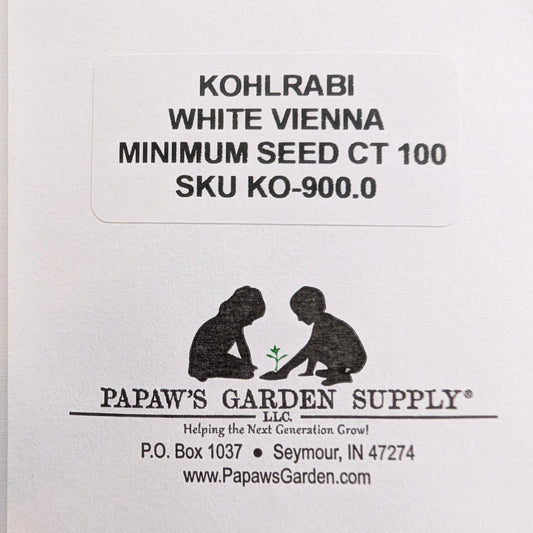 KOHLRABI
WHITE VIENNA
MINIMUM SEED CT 100
SKU KO-900.0
PAPAW'S GARDEN SUPPLY®
LLC.
Helping the Next Generation Grow!
P.O. Box 1037 • Seymour, IN 47274
www.PapawsGarden.com